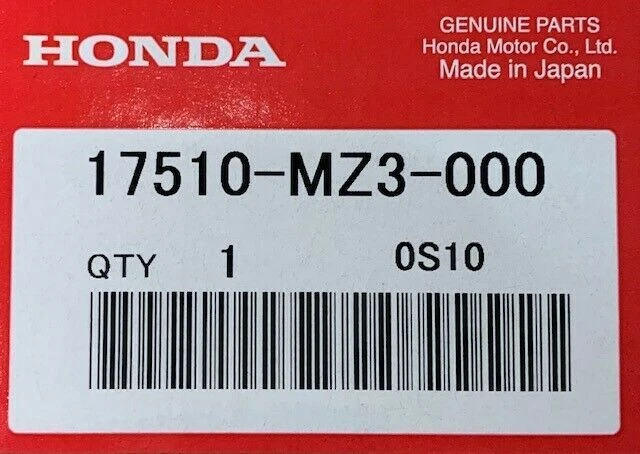 HONDA
GENUINE PARTS
Honda Motor Co., Ltd.
Made in Japan
17510-MZ3-000
QTY 1 0S10